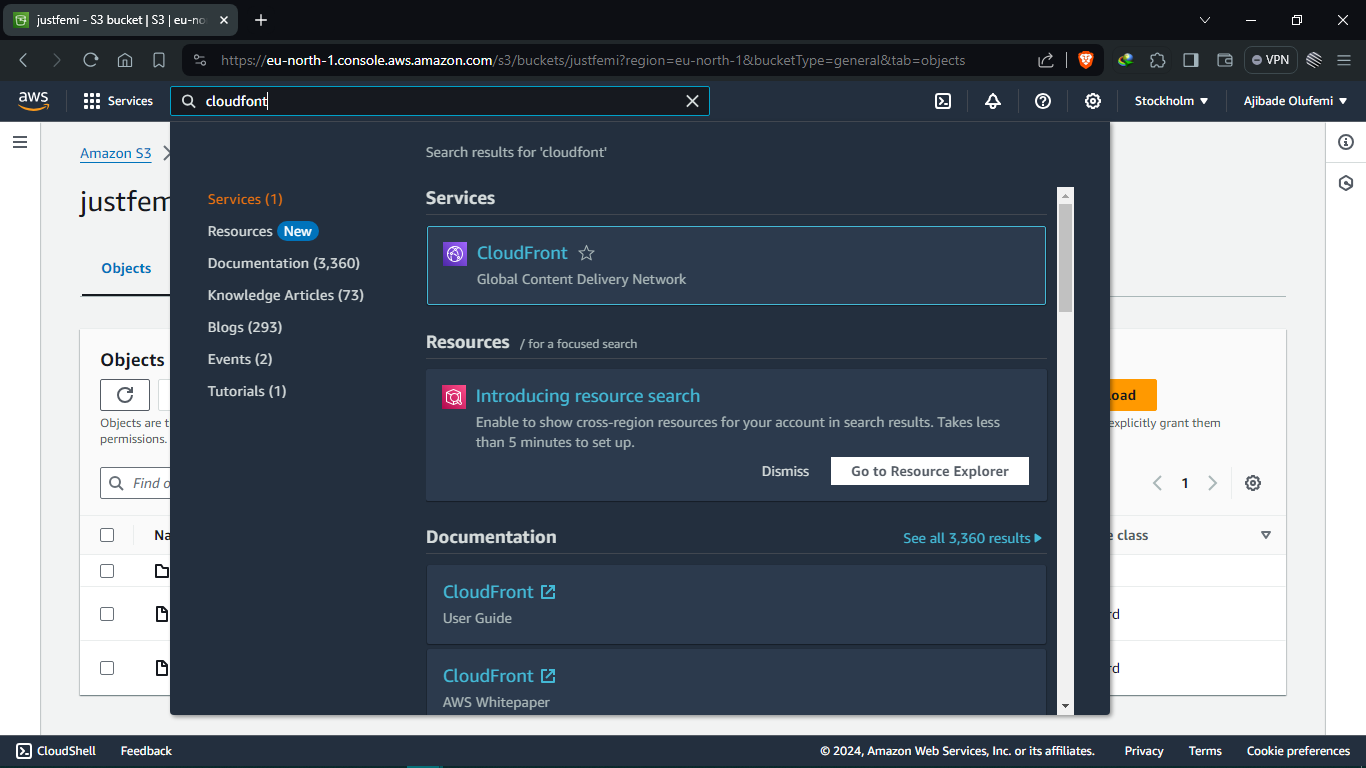 justfemi - S3 bucket | S3 | eu-no
https://eu-north-1.console.aws.amazon.com/s3/buckets/justfemi?region=eu-north-1&bucketType=general&tab=objects
VPN
aws
Services
cloudfont
Stockholm
Ajibade Olufemi
Amazon S3
justfem
Objects
Objects
Objects are t
permissions.
Find o
Na
Search results for 'cloudfont'
Services (1)
Resources New
Documentation (3,360)
Knowledge Articles (73)
Blogs (293)
Events (2)
Tutorials (1)
Services
CloudFront
Global Content Delivery Network
Resources / for a focused search
Introducing resource search
Enable to show cross-region resources for your account in search results. Takes less
than 5 minutes to set up.
Dismiss
Go to Resource Explorer
Documentation
See all 3,360 results
CloudFront
User Guide
CloudFront
AWS Whitepaper
oad
explicitly grant them
1
e class
rd
rd
CloudShell
Feedback
© 2024, Amazon Web Services, Inc. or its affiliates.
Privacy
Terms
Cookie preferences